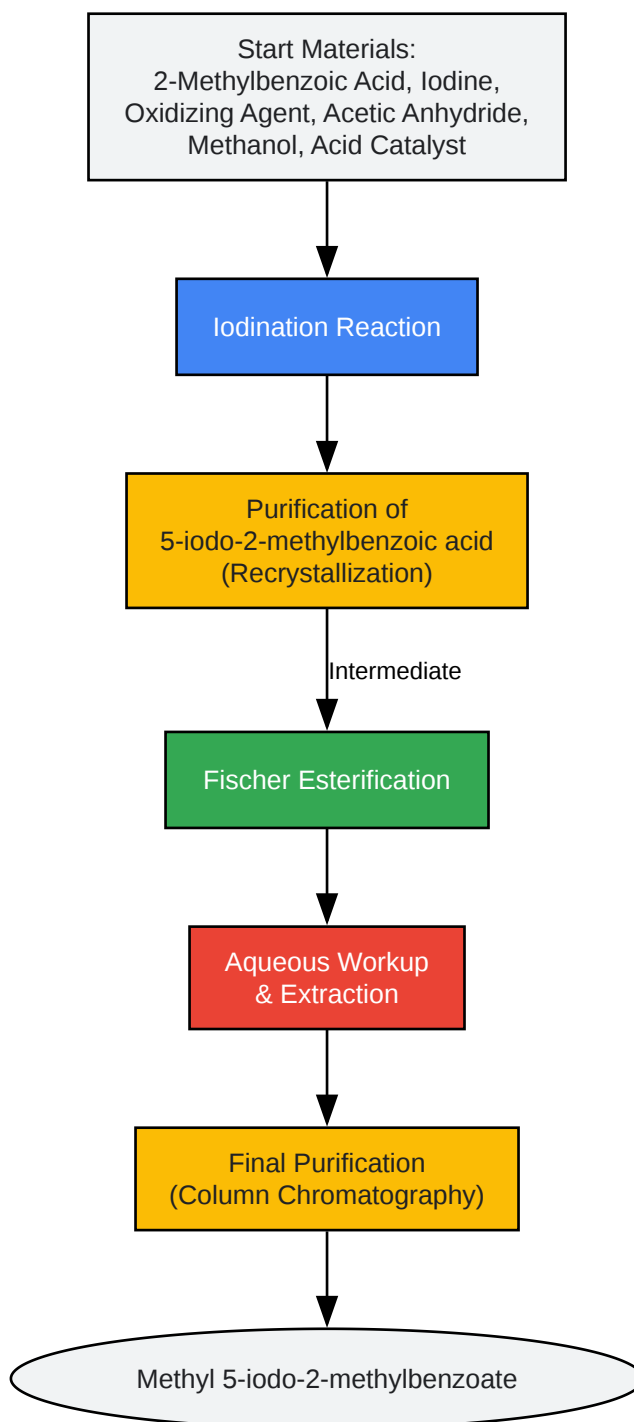 Start Materials:
2-Methylbenzoic Acid, Iodine,
Oxidizing Agent, Acetic Anhydride,
Methanol, Acid Catalyst
Iodination Reaction
Purification of
5-iodo-2-methylbenzoic acid
(Recrystallization)
Intermediate
Fischer Esterification
Aqueous Workup
& Extraction
Final Purification
(Column Chromatography)
Methyl 5-iodo-2-methylbenzoate